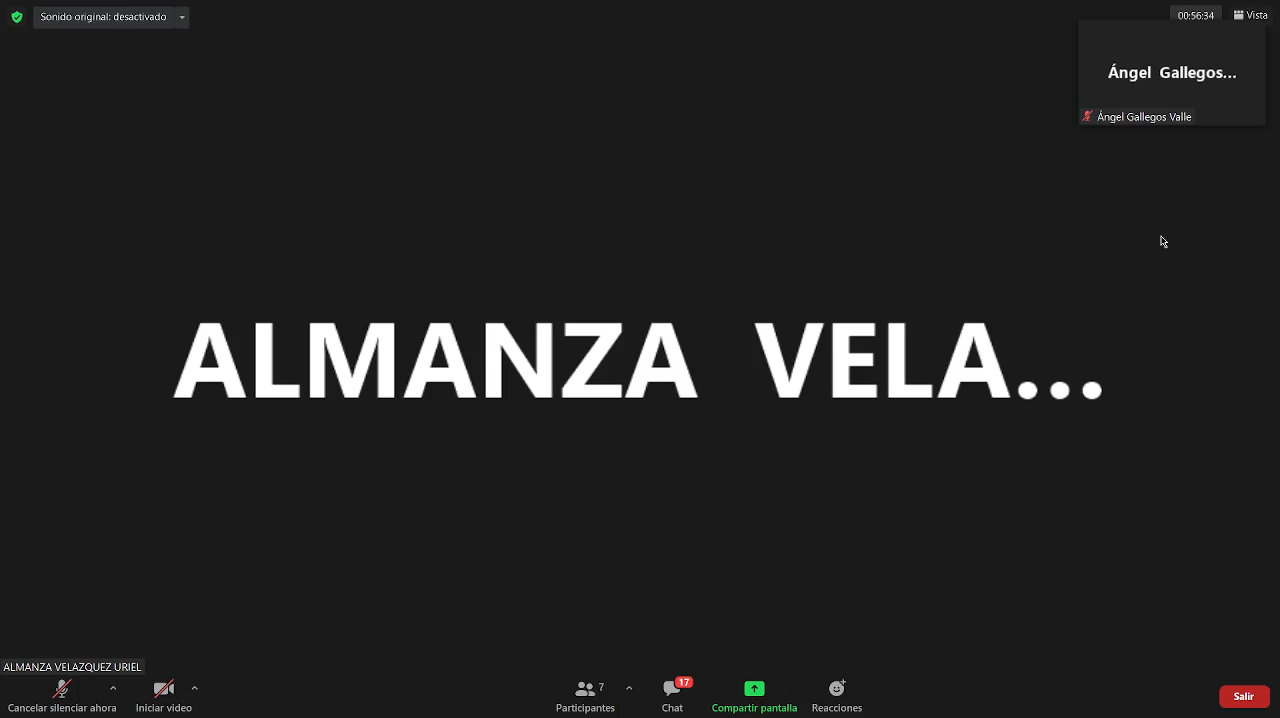 Sonido original: desactivado
00:56:34
Vista
Ángel Gallegos...
Ángel Gallegos Valle
ALMANZA VELA...
ALMANZA VELAZQUEZ URIEL
Cancelar silenciar ahora
Iniciar video
7
Participantes
17
Chat
Compartir pantalla
Reacciones
Salir